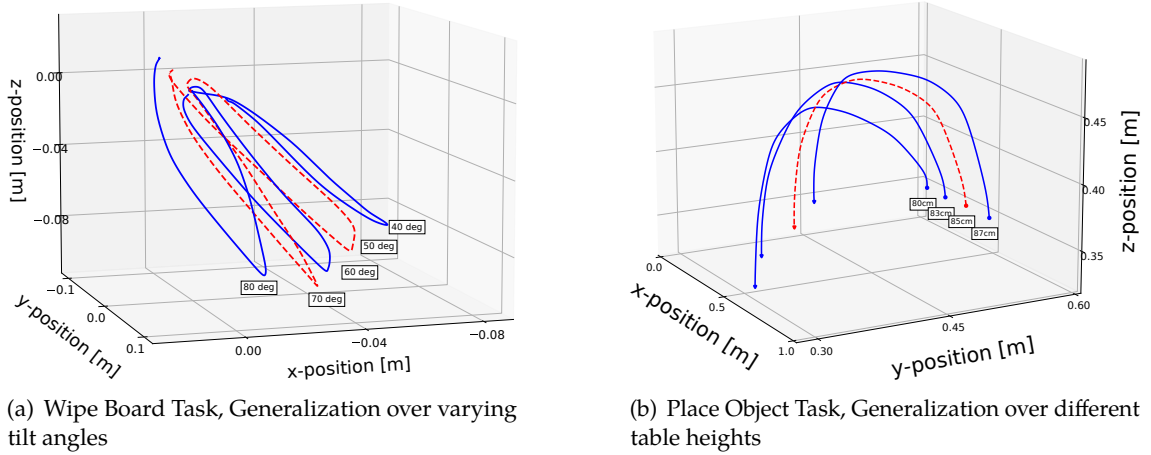 0.00
−0.04
−0.08
z-position [m]
−0.1
0.0
0.1
y-position [m]
0.00
−0.04
−0.08
x-position [m]
40 deg
50 deg
60 deg
80 deg
70 deg
0.45
0.40
0.35
z-position [m]
0.0
0.5
1.0
x-position [m]
0.30
0.45
0.60
y-position [m]
80cm
83cm
85cm
87cm
(a) Wipe Board Task, Generalization over varying
tilt angles
(b) Place Object Task, Generalization over different
table heights